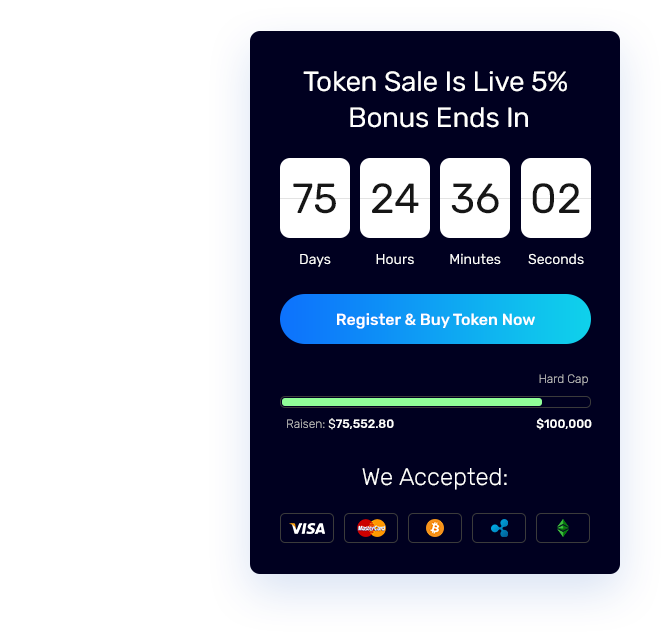 Token Sale Is Live 5%
Bonus Ends In
75 24 36 02
Days Hours Minutes Seconds
Register & Buy Token Now
Hard Cap
Raisen: $75,552.80 $100,000
We Accepted:
VISA MasterCard